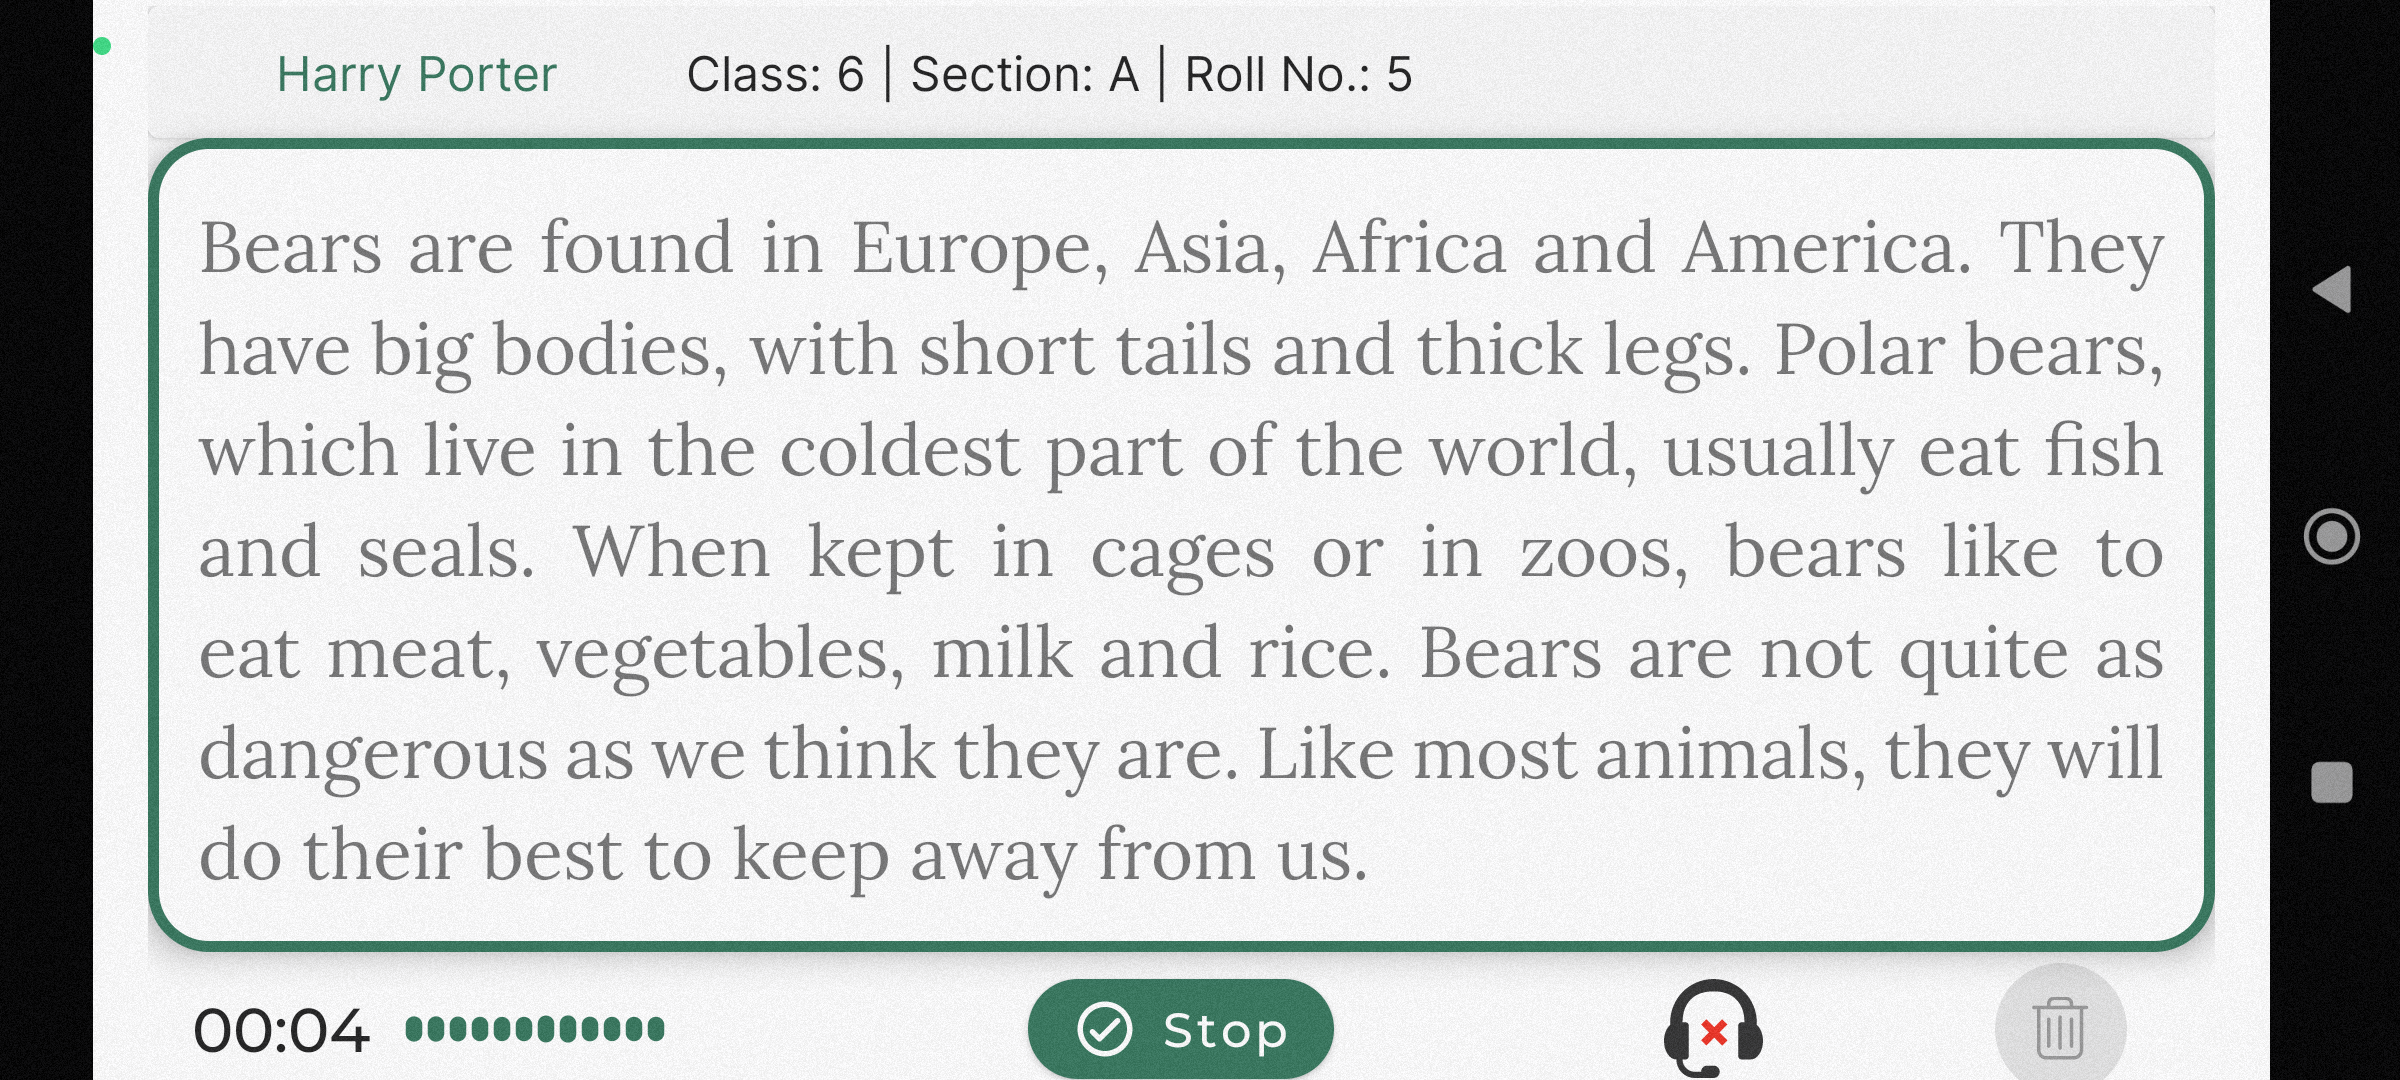 Harry Porter Class: 6 | Section: A | Roll No.: 5
Bears are found in Europe, Asia, Africa and America. They
have big bodies, with short tails and thick legs. Polar bears,
which live in the coldest part of the world, usually eat fish
and seals. When kept in cages or in zoos, bears like to
eat meat, vegetables, milk and rice. Bears are not quite as
dangerous as we think they are. Like most animals, they will
do their best to keep away from us.
00:04 Stop